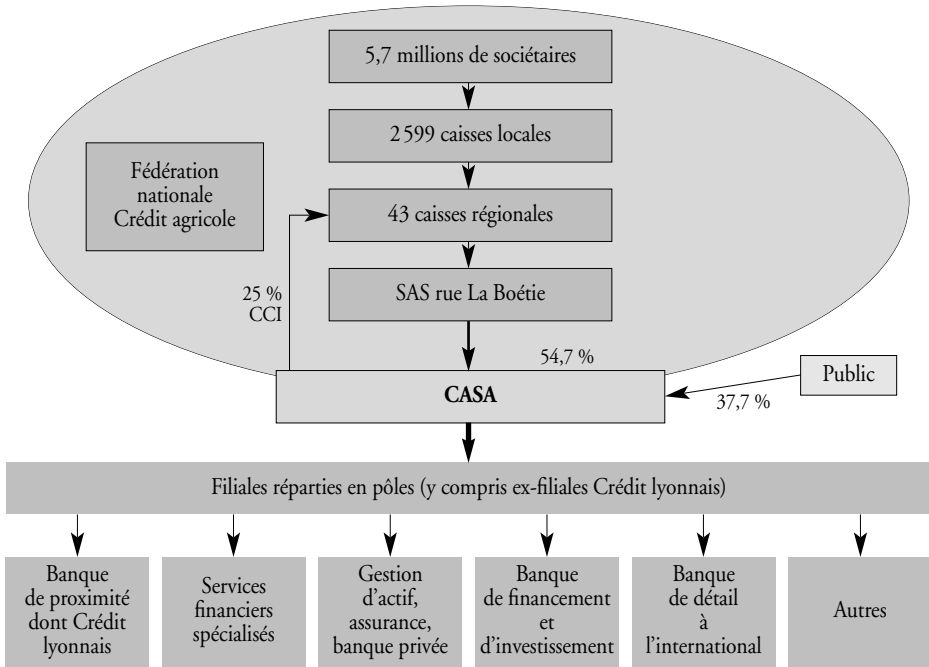 5,7 millions de sociétaires
2 599 caisses locales
Fédération
nationale
Crédit agricole
43 caisses régionales
25 %
CCI
SAS rue La Boétie
54,7 %
Public
CASA
37,7 %
Filiales réparties en pôles (y compris ex-filiales Crédit lyonnais)
Banque
de proximité
dont Crédit
lyonnais
Services
financiers
spécialisés
Gestion
d'actif,
assurance,
banque privée
Banque
de financement
et
d'investissement
Banque
de détail
à
l'international
Autres